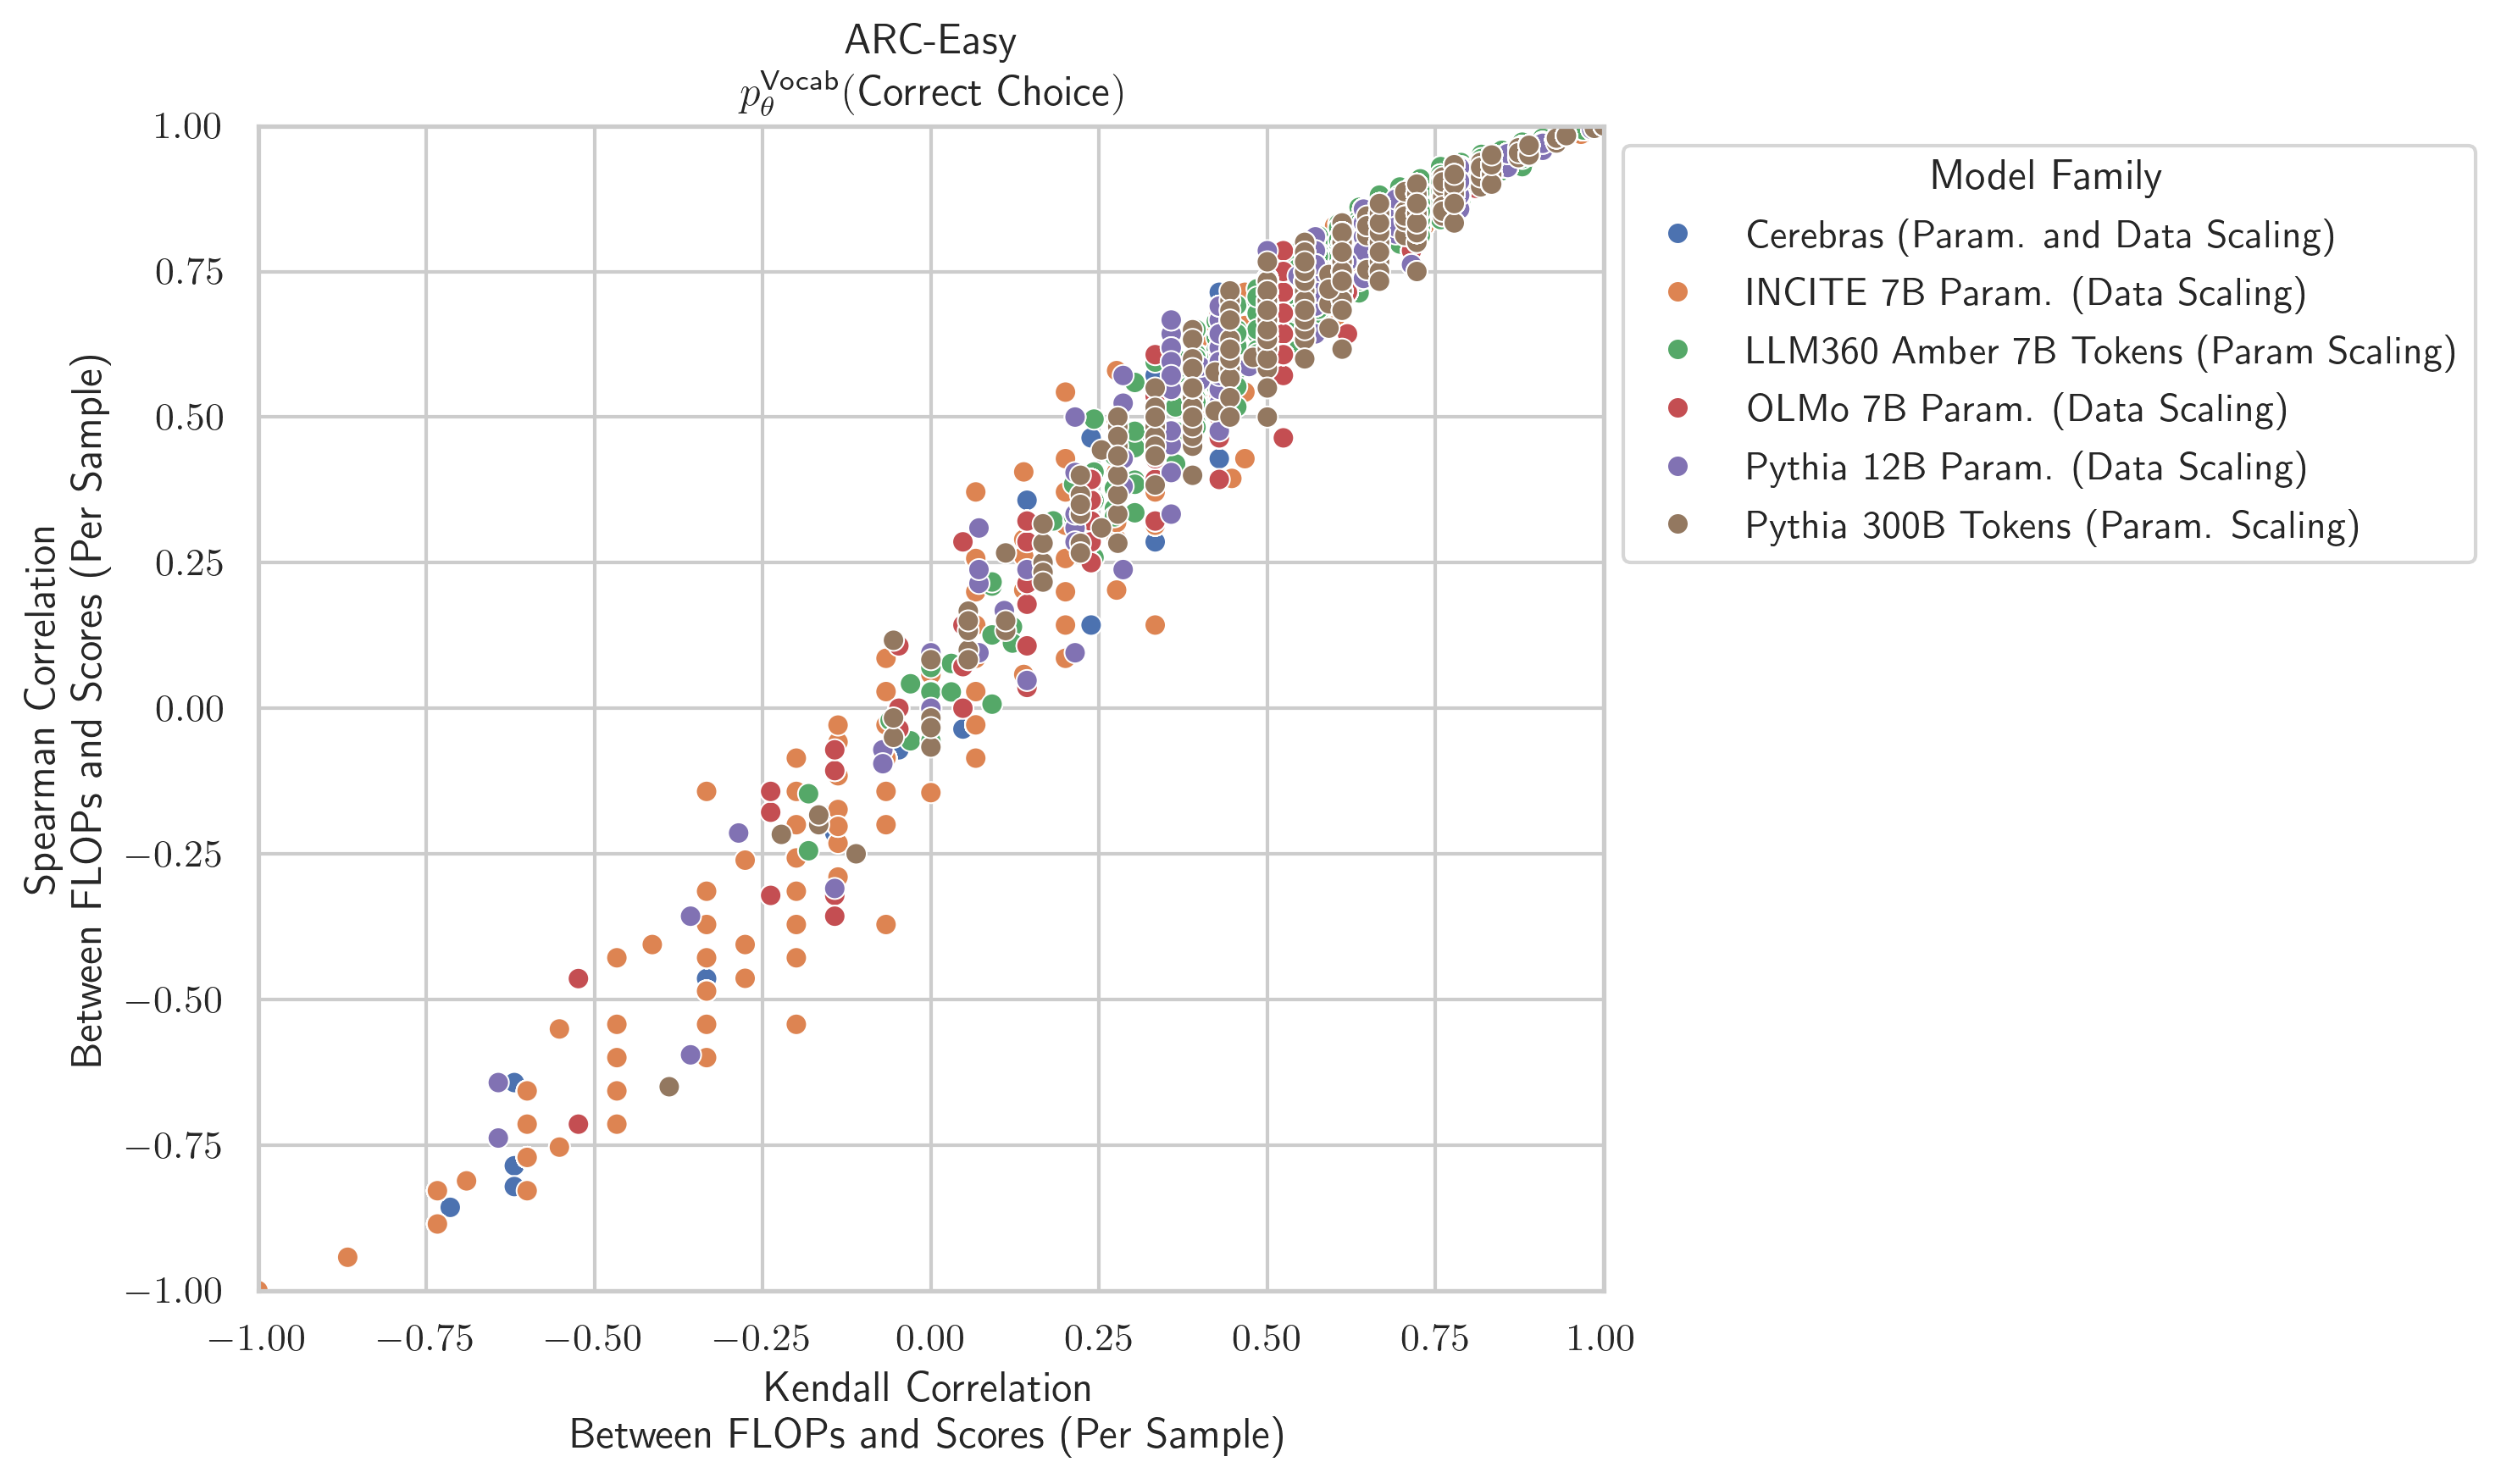 ARC-Easy
p_θ^Vocab(Correct Choice)
Spearman Correlation
Between FLOPs and Scores (Per Sample)
1.00
0.75
0.50
0.25
0.00
−0.25
−0.50
−0.75
−1.00
−1.00 −0.75 −0.50 −0.25 0.00 0.25 0.50 0.75 1.00
Kendall Correlation
Between FLOPs and Scores (Per Sample)
Model Family
Cerebras (Param. and Data Scaling)
INCITE 7B Param. (Data Scaling)
LLM360 Amber 7B Tokens (Param Scaling)
OLMo 7B Param. (Data Scaling)
Pythia 12B Param. (Data Scaling)
Pythia 300B Tokens (Param. Scaling)